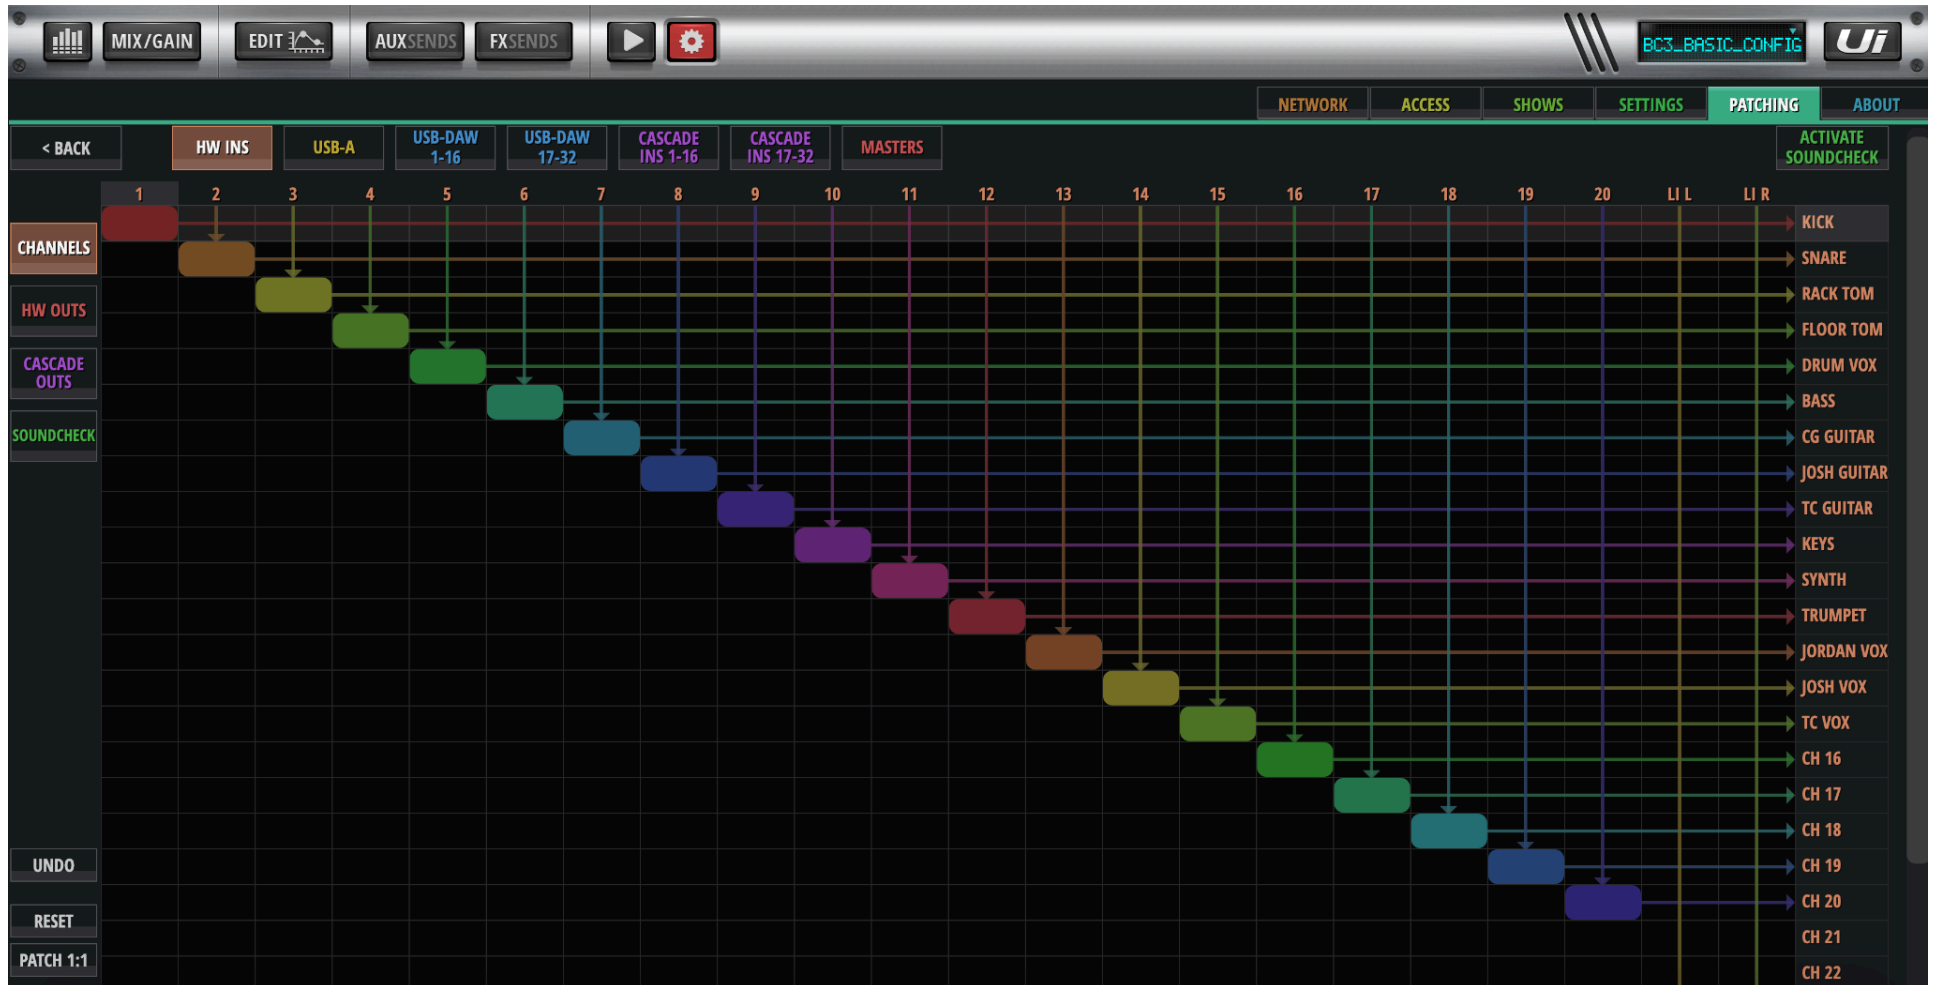 MIX/GAIN
EDIT
AUXSENDS
FXSENDS
BC3_BASIC_CONFIG
Ui
NETWORK
ACCESS
SHOWS
SETTINGS
PATCHING
ABOUT
< BACK
HW INS
USB-A
USB-DAW
1-16
USB-DAW
17-32
CASCADE
INS 1-16
CASCADE
INS 17-32
MASTERS
ACTIVATE
SOUNDCHECK
1 2 3 4 5 6 7 8 9 10 11 12 13 14 15 16 17 18 19 20 LI L LI R
CHANNELS
HW OUTS
CASCADE
OUTS
SOUNDCHECK
UNDO
RESET
PATCH 1:1
KICK
SNARE
RACK TOM
FLOOR TOM
DRUM VOX
BASS
CG GUITAR
JOSH GUITAR
TC GUITAR
KEYS
SYNTH
TRUMPET
JORDAN VOX
JOSH VOX
TC VOX
CH 16
CH 17
CH 18
CH 19
CH 20
CH 21
CH 22